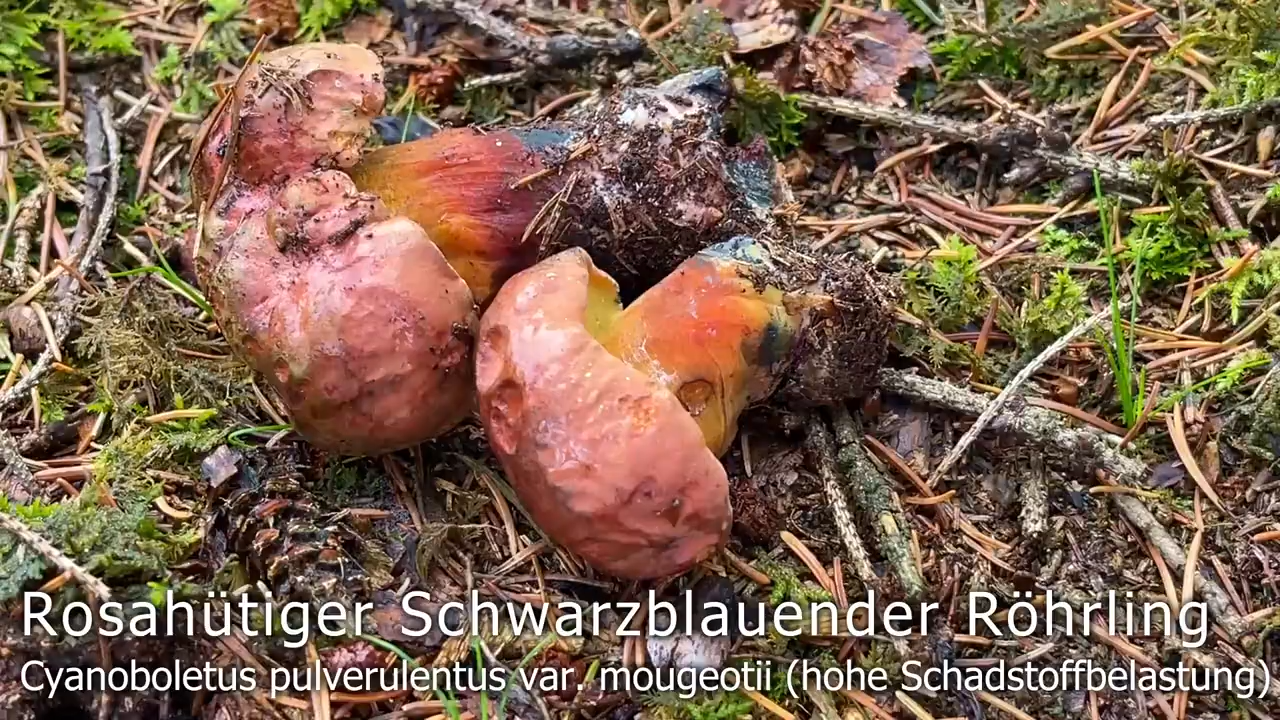 Rosahütiger Schwarzblauender Röhrling
Cyanoboletus pulverulentus var. mougeotii (hohe Schadstoffbelastung)